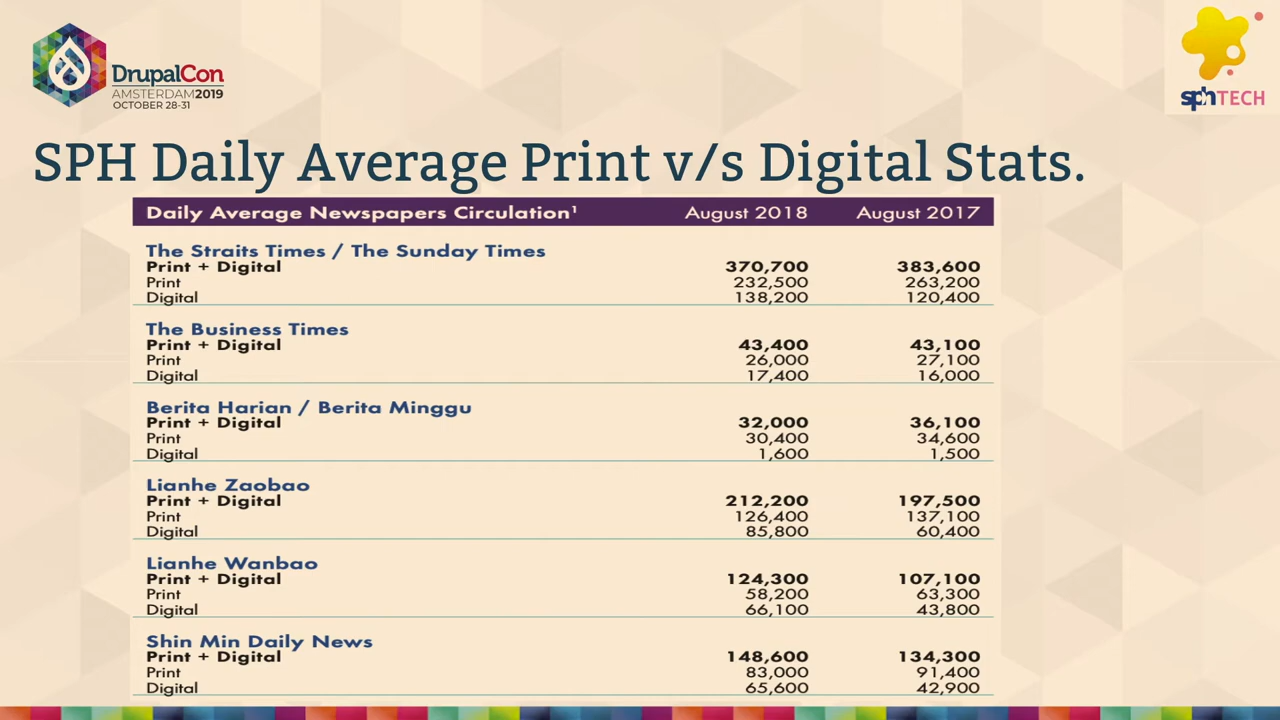 DrupalCon
AMSTERDAM2019
OCTOBER 28-31
sphTECH
SPH Daily Average Print v/s Digital Stats.
Daily Average Newspapers Circulation¹ August 2018 August 2017
The Straits Times / The Sunday Times
Print + Digital 370,700 383,600
Print 232,500 263,200
Digital 138,200 120,400
The Business Times
Print + Digital 43,400 43,100
Print 26,000 27,100
Digital 17,400 16,000
Berita Harian / Berita Minggu
Print + Digital 32,000 36,100
Print 30,400 34,600
Digital 1,600 1,500
Lianhe Zaobao
Print + Digital 212,200 197,500
Print 126,400 137,100
Digital 85,800 60,400
Lianhe Wanbao
Print + Digital 124,300 107,100
Print 58,200 63,300
Digital 66,100 43,800
Shin Min Daily News
Print + Digital 148,600 134,300
Print 83,000 91,400
Digital 65,600 42,900